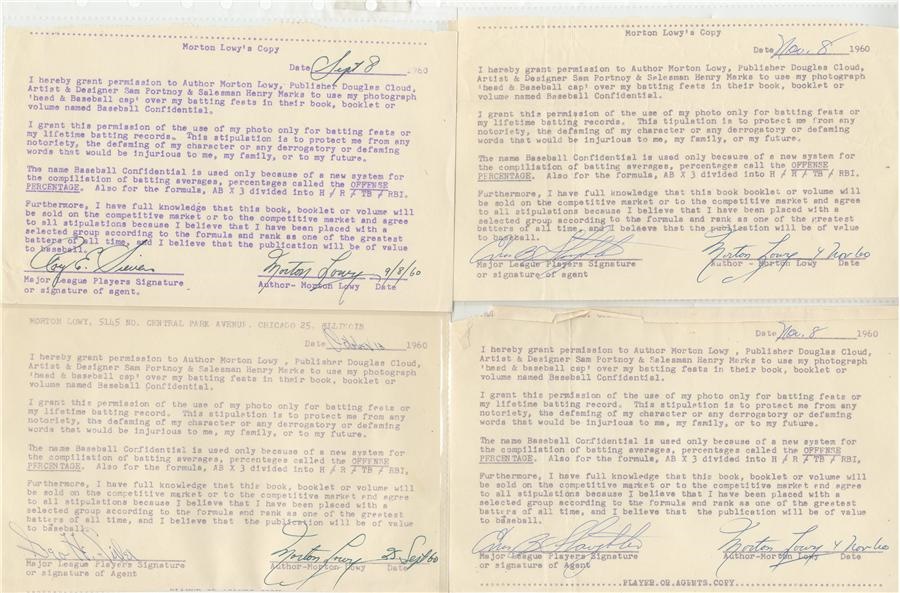 Morton Lowy's Copy
Date Sept 8 1960
I hereby grant permission to Author Morton Lowy, Publisher Douglas Cloud,
Artist & Designer Sam Portnoy & Salesman Henry Marks to use my photograph
'head & Baseball cap' over my batting feats in their book, booklet or
volume named Baseball Confidential.
I grant this permission of the use of my photo only for batting feats or
my lifetime batting records. This stipulation is to protect me from any
notoriety, the defaming of my character or any derrogatory or defaming
words that would be injurious to me, my family, or to my future.
The name Baseball Confidential is used only because of a new system for
the compiliation of batting averages, percentages called the OFFENSE
PERCENTAGE. Also for the formula, AB X 3 divided into H ≠ R ≠ TB ≠ RBI.
Furthermore, I have full knowledge that this book, booklet or volume will
be sold on the competitive market or to the competitive market and agree
to all stipulations because I believe that I have been placed with a
selected group according to the formula and rank as one of the greatest
batters of all time, and I believe that the publication will be of value
to baseball.
Roy E. Sievers
Morton Lowy 9/8/60
Major League Players Signature Author- Morton Lowy Date
or signature of agent.
Morton Lowy's Copy
Date Nov. 8 1960
I hereby grant permission to Author Morton Lowy, Publisher Douglas Cloud,
Artist & Designer Sam Portnoy & Salesman Henry Marks to use my photograph
'head & Baseball cap' over my batting feats in their book, booklet or
volume named Baseball Confidential.
I grant this permission of the use of my photo only for batting feats or
my lifetime batting records. This stipulation is to protect me from any
notoriety, the defaming of my character or any derrogatory or defaming
words that would be injurious to me, my family, or to my future.
The name Baseball Confidential is used only because of a new system for
the compiliation of batting averages, percentages called the OFFENSE
PERCENTAGE. Also for the formula, AB X 3 divided into H ≠ R ≠ TB ≠ RBI.
Furthermore, I have full knowledge that this book, booklet or volume will
be sold on the competitive market or to the competitive market and agree
to all stipulations because I believe that I have been placed with a
selected group according to the formula and rank as one of the greatest
batters of all time, and I believe that the publication will be of value
to baseball.
Enos B. Slaughter
Morton Lowy 4 Nov 60
Major League Players Signature Author - Morton Lowy Date
or signature of agent
MORTON LOWY, 5145 NO. CENTRAL PARK AVENUE. CHICAGO 25. ILLINOIS
Date 1960
I hereby grant permission to Author Morton Lowy , Publisher Douglas Cloud,
Artist & Designer Sam Portnoy & Salesman Henry Marks to use my photograph
'head & baseball cap' over my batting feats in their book, booklet or
volume named Baseball Confidential.
I grant this permission of the use of my photo only for batting feats or
my lifetime batting record. This stipulation is to protect me from any
notoriety, the defaming of my character or any derrogatory or defaming
words that would be injurious to me, my family, or to my future.
The name Baseball Confidential is used only because of a new system for
the compiliation of batting averages, percentages called the OFFENSE
PERCENTAGE. Also for the formula, AB X 3 divided into H ≠ R ≠ TB ≠ RBI,
Furthermore, I have full knowledge that this book, booklet or volume will
be sold on the competitive market or to the competitive market and agree
to all stipulations because I believe that I have been placed with a
selected group according to the formula and rank as one of the greatest
batters of all time, and I believe that the publication will be of value
to baseball.
Morton Lowy 25 Sept 60
Major League Players Signature Author-Morton Lowy Date
or signature of Agent
Date Nov. 8 1960
I hereby grant permission to Author Morton Lowy , Publisher Douglas Cloud,
Artist & Designer Sam Portnoy & Salesman Henry Marks to use my photograph
'head & baseball cap' over my batting feats in their book, booklet or
volume named Baseball Confidential.
I grant this permission of the use of my photo only for batting feats or
my lifetime batting record. This stipulation is to protect me from any
notoriety, the defaming of my character or any derrogatory or defaming
words that would be injurious to me, my family, or to my future.
The name Baseball Confidential is used only because of a new system for
the compiliation of batting averages, percentages called the OFFENSE
PERCENTAGE. Also for the formula, AB X 3 divided into H ≠ R ≠ TB ≠ RBI,
Furthermore, I have full knowledge that this book, booklet or volume will
be sold on the competitive market or to the competitive market and agree
to all stipulations because I believe that I have been placed with a
selected group according to the formula and rank as one of the greatest
batters of all time, and I believe that the publication will be of value
to baseball.
Enos B. Slaughter
Morton Lowy 4 Nov 60
Major League Players Signature Author-Morton Lowy Date
or signature of Agent
PLAYER OR AGENTS COPY